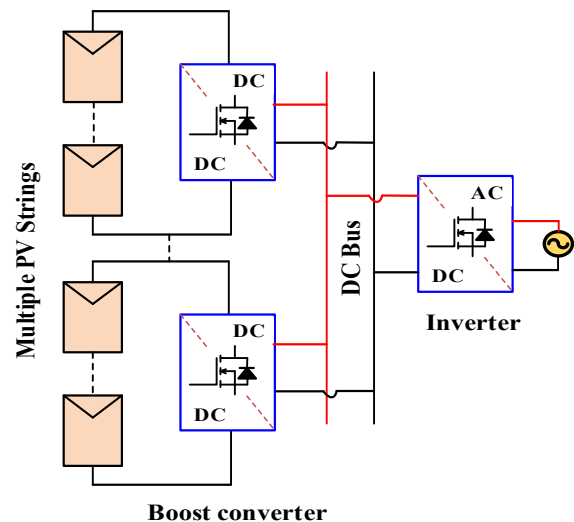 Multiple PV Strings
DC
DC
DC
DC
DC Bus
AC
DC
Inverter
Boost converter